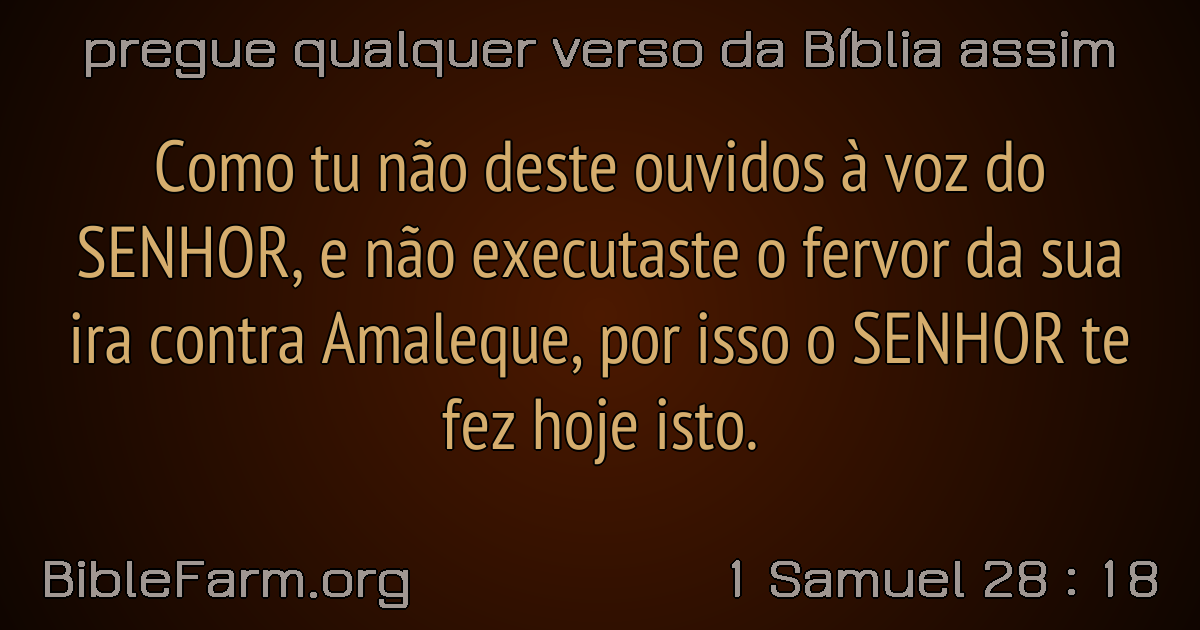 pregue qualquer verso da Bíblia assim
Como tu não deste ouvidos à voz do
SENHOR, e não executaste o fervor da sua
ira contra Amaleque, por isso o SENHOR te
fez hoje isto.
BibleFarm.org
1 Samuel 28 : 18